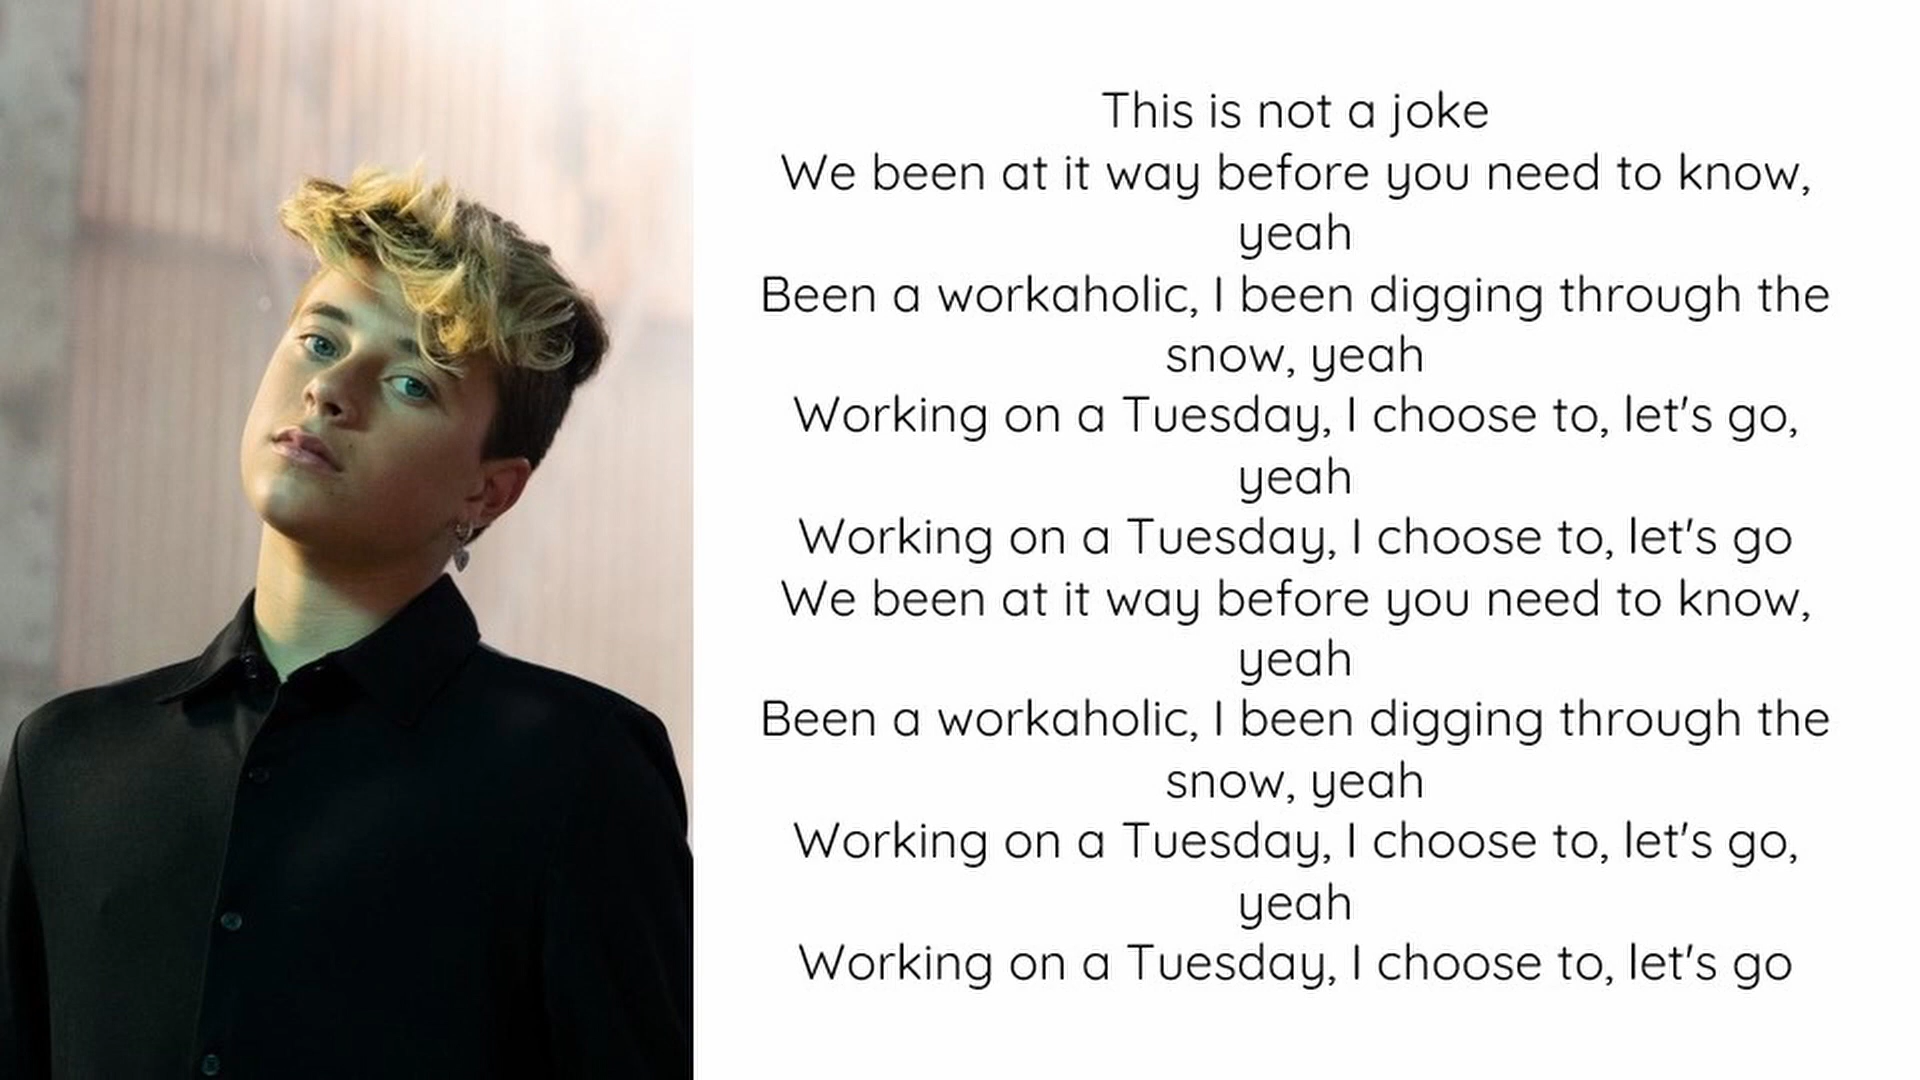 This is not a joke
We been at it way before you need to know,
yeah
Been a workaholic, I been digging through the
snow, yeah
Working on a Tuesday, I choose to, let's go,
yeah
Working on a Tuesday, I choose to, let's go
We been at it way before you need to know,
yeah
Been a workaholic, I been digging through the
snow, yeah
Working on a Tuesday, I choose to, let's go,
yeah
Working on a Tuesday, I choose to, let's go